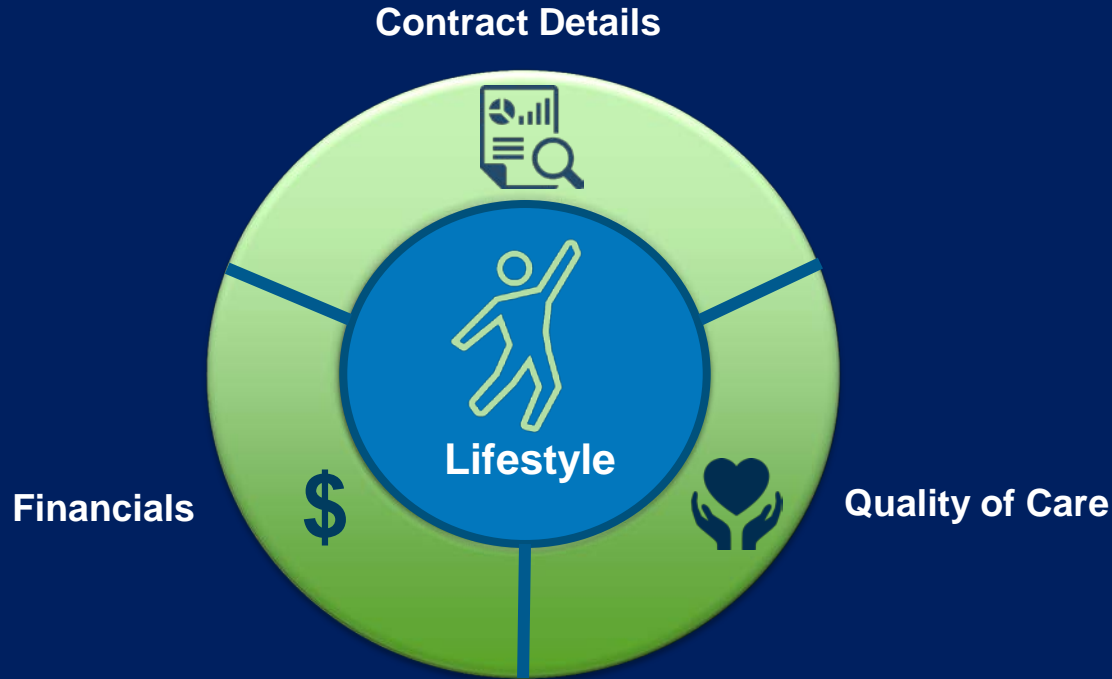 Contract Details
Lifestyle
Financials
$
Quality of Care